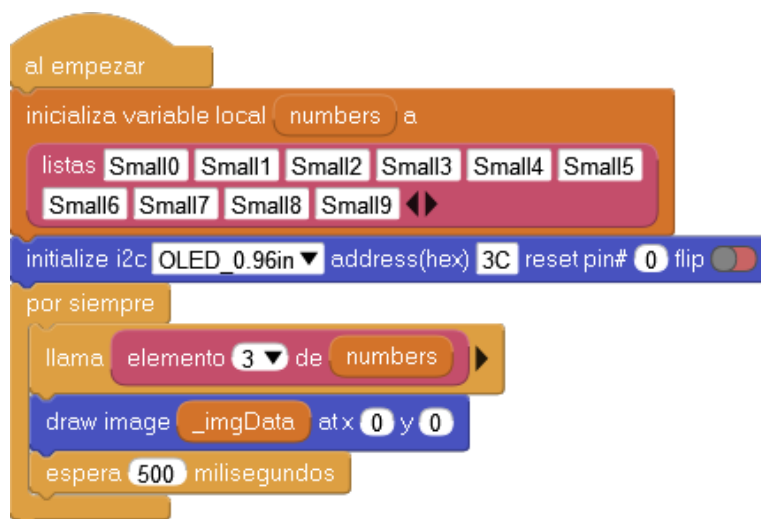 al empezar
inicializa variable local numbers a
listas Small0 Small1 Small2 Small3 Small4 Small5
Small6 Small7 Small8 Small9
initialize i2c OLED_0.96in address(hex) 3C reset pin# 0 flip
por siempre
llama elemento 3 de numbers
draw image _imgData at x 0 y 0
espera 500 milisegundos